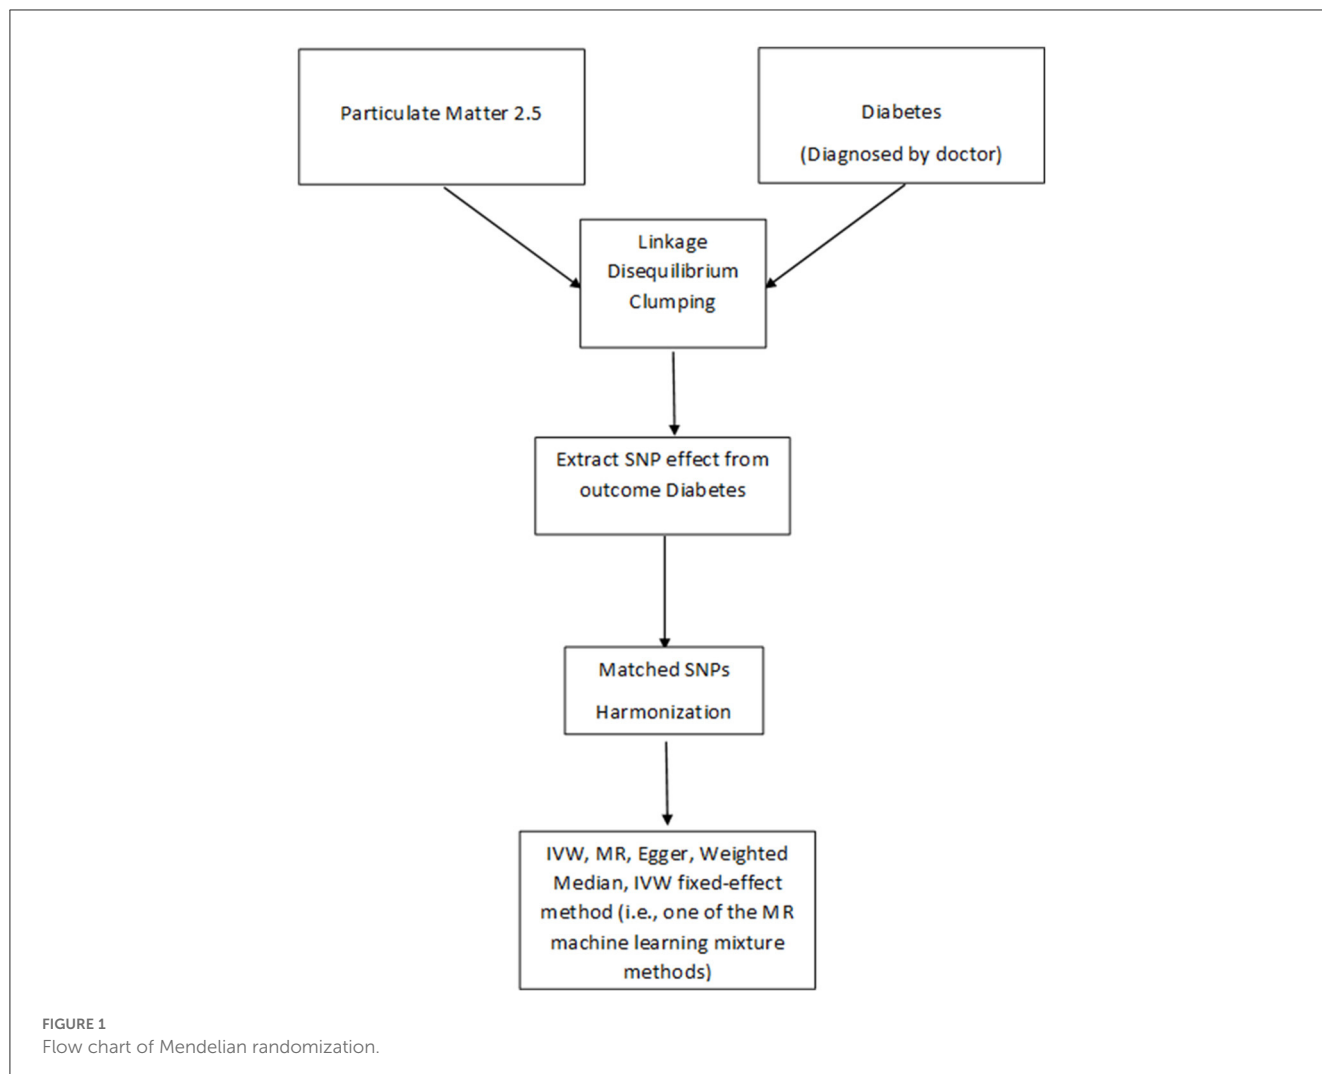 Particulate Matter 2.5
Diabetes
(Diagnosed by doctor)
Linkage
Disequilibrium
Clumping
Extract SNP effect from
outcome Diabetes
Matched SNPs
Harmonization
IVW, MR, Egger, Weighted
Median, IVW fixed-effect
method (i.e., one of the MR
machine learning mixture
methods)
FIGURE 1
Flow chart of Mendelian randomization.